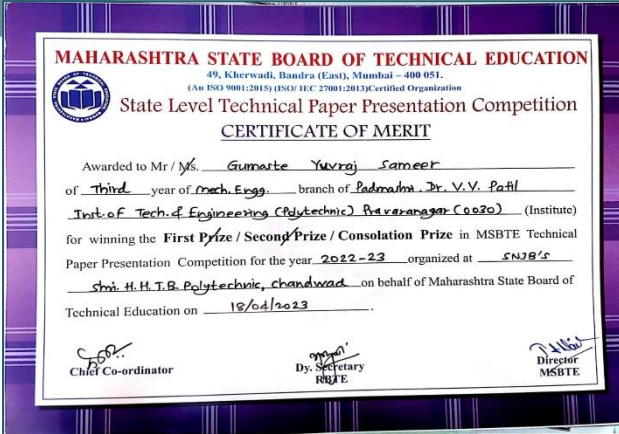 MAHARASHTRA STATE BOARD OF TECHNICAL EDUCATION
49, Kherwadi, Bandra (East), Mumbai – 400 051.
(An ISO 9001:2015) (ISO/ IEC 27001:2013)Certified Organization
State Level Technical Paper Presentation Competition
CERTIFICATE OF MERIT
Awarded to Mr / Ms. Gumaste Yuvraj Sameer
of Third year of Mech. Engg. branch of Padmashri. Dr. V.V. Patil
Inst. of Tech. & Engineering (Polytechnic) Pravaranagar (0030) (Institute)
for winning the First Prize / Second Prize / Consolation Prize in MSBTE Technical
Paper Presentation Competition for the year 2022-23 organized at SNJB'S
Shri. H. H. J. B. Polytechnic, Chandwad on behalf of Maharashtra State Board of
Technical Education on 18/04/2023.
Chief Co-ordinator
Dy. Secretary
RBTE
Director
MSBTE